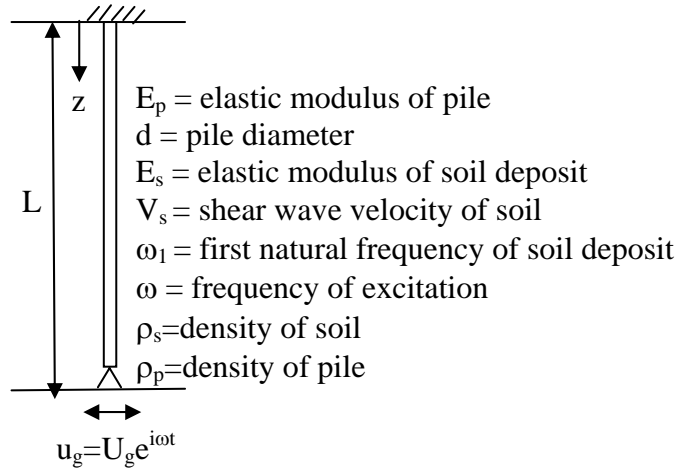 z
E_p = elastic modulus of pile
d = pile diameter
E_s = elastic modulus of soil deposit
L
V_s = shear wave velocity of soil
ω_1 = first natural frequency of soil deposit
ω = frequency of excitation
ρ_s=density of soil
ρ_p=density of pile
u_g=U_ge^{iωt}